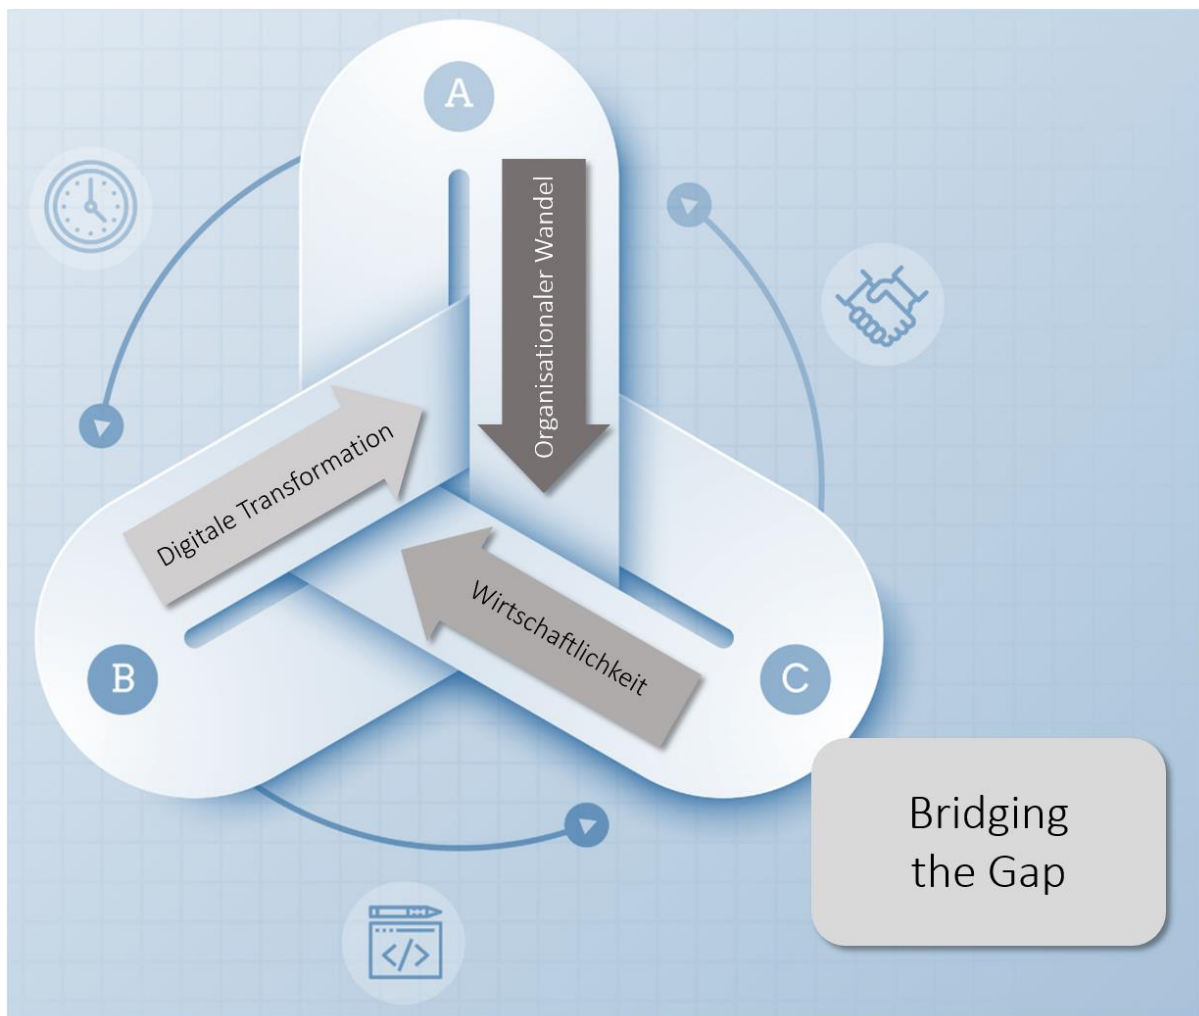 A
Organisationaler Wandel
Digitale Transformation
Wirtschaftlichkeit
B
C
Bridging
the Gap
</>